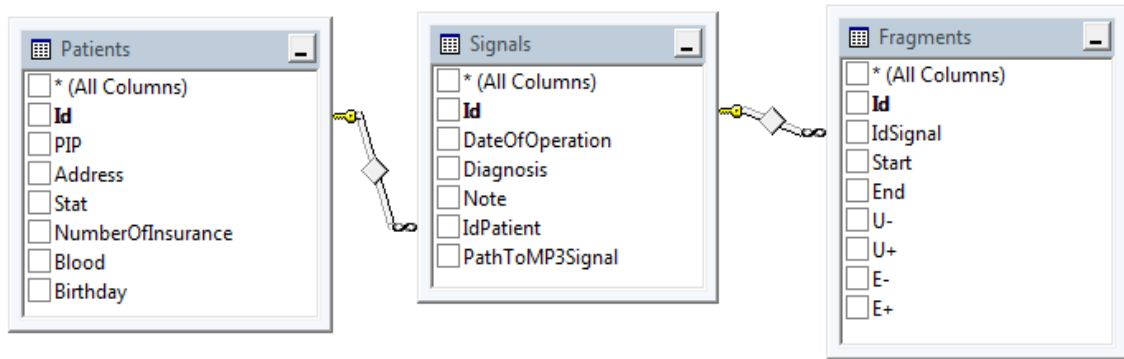 Patients
* (All Columns)
Id
PIP
Address
Stat
NumberOfInsurance
Blood
Birthday
Signals
* (All Columns)
Id
DateOfOperation
Diagnosis
Note
IdPatient
PathToMP3Signal
Fragments
* (All Columns)
Id
IdSignal
Start
End
U-
U+
E-
E+